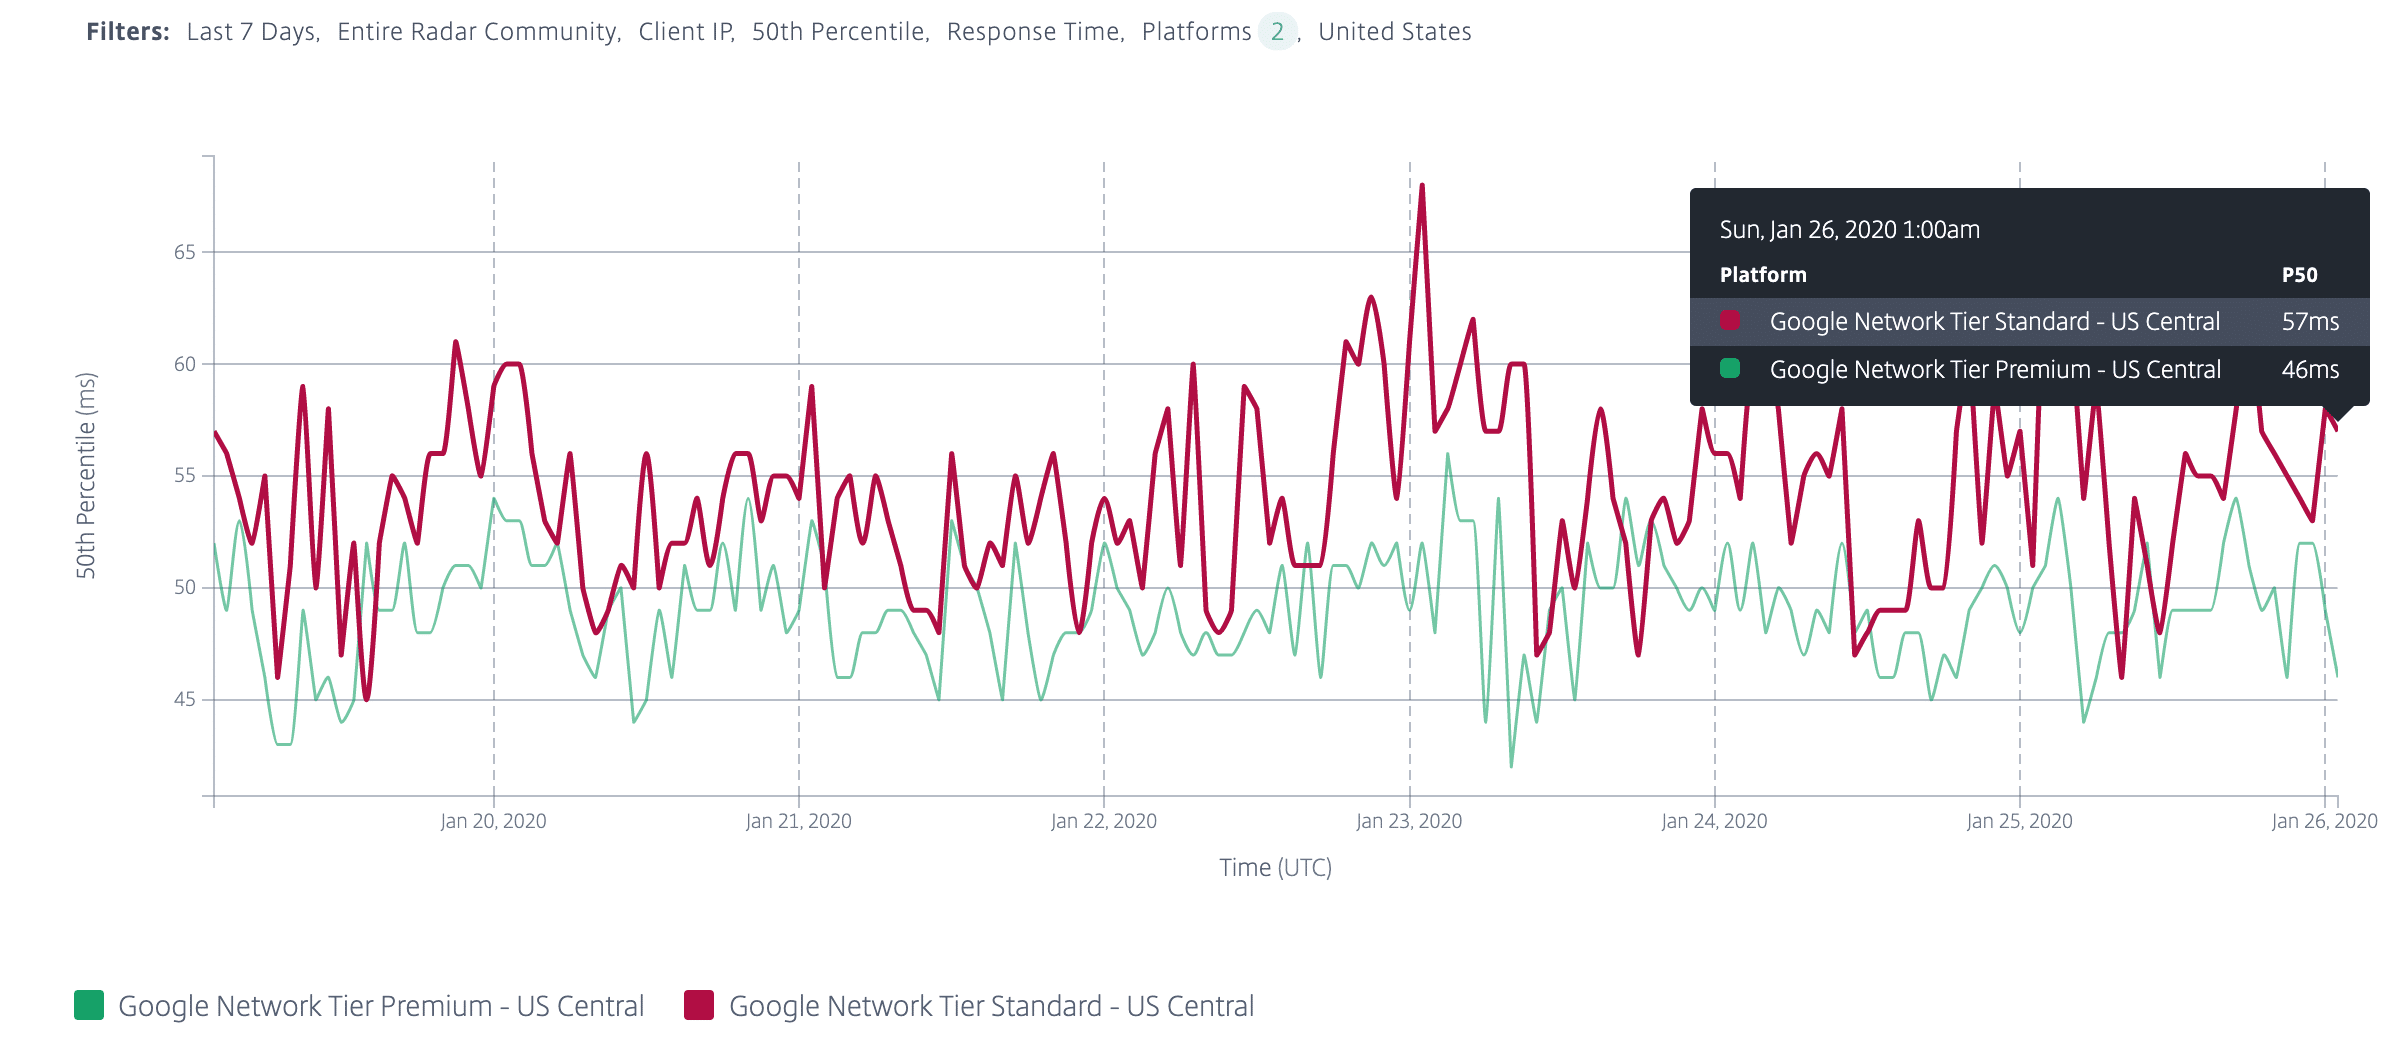 Filters: Last 7 Days, Entire Radar Community, Client IP, 50th Percentile, Response Time, Platforms 2, United States
65
60
55
50
45
50th Percentile (ms)
Sun, Jan 26, 2020 1:00am
Platform P50
Google Network Tier Standard - US Central 57ms
Google Network Tier Premium - US Central 46ms
Jan 20, 2020 Jan 21, 2020 Jan 22, 2020 Jan 23, 2020 Jan 24, 2020 Jan 25, 2020 Jan 26, 2020
Time (UTC)
Google Network Tier Premium - US Central Google Network Tier Standard - US Central